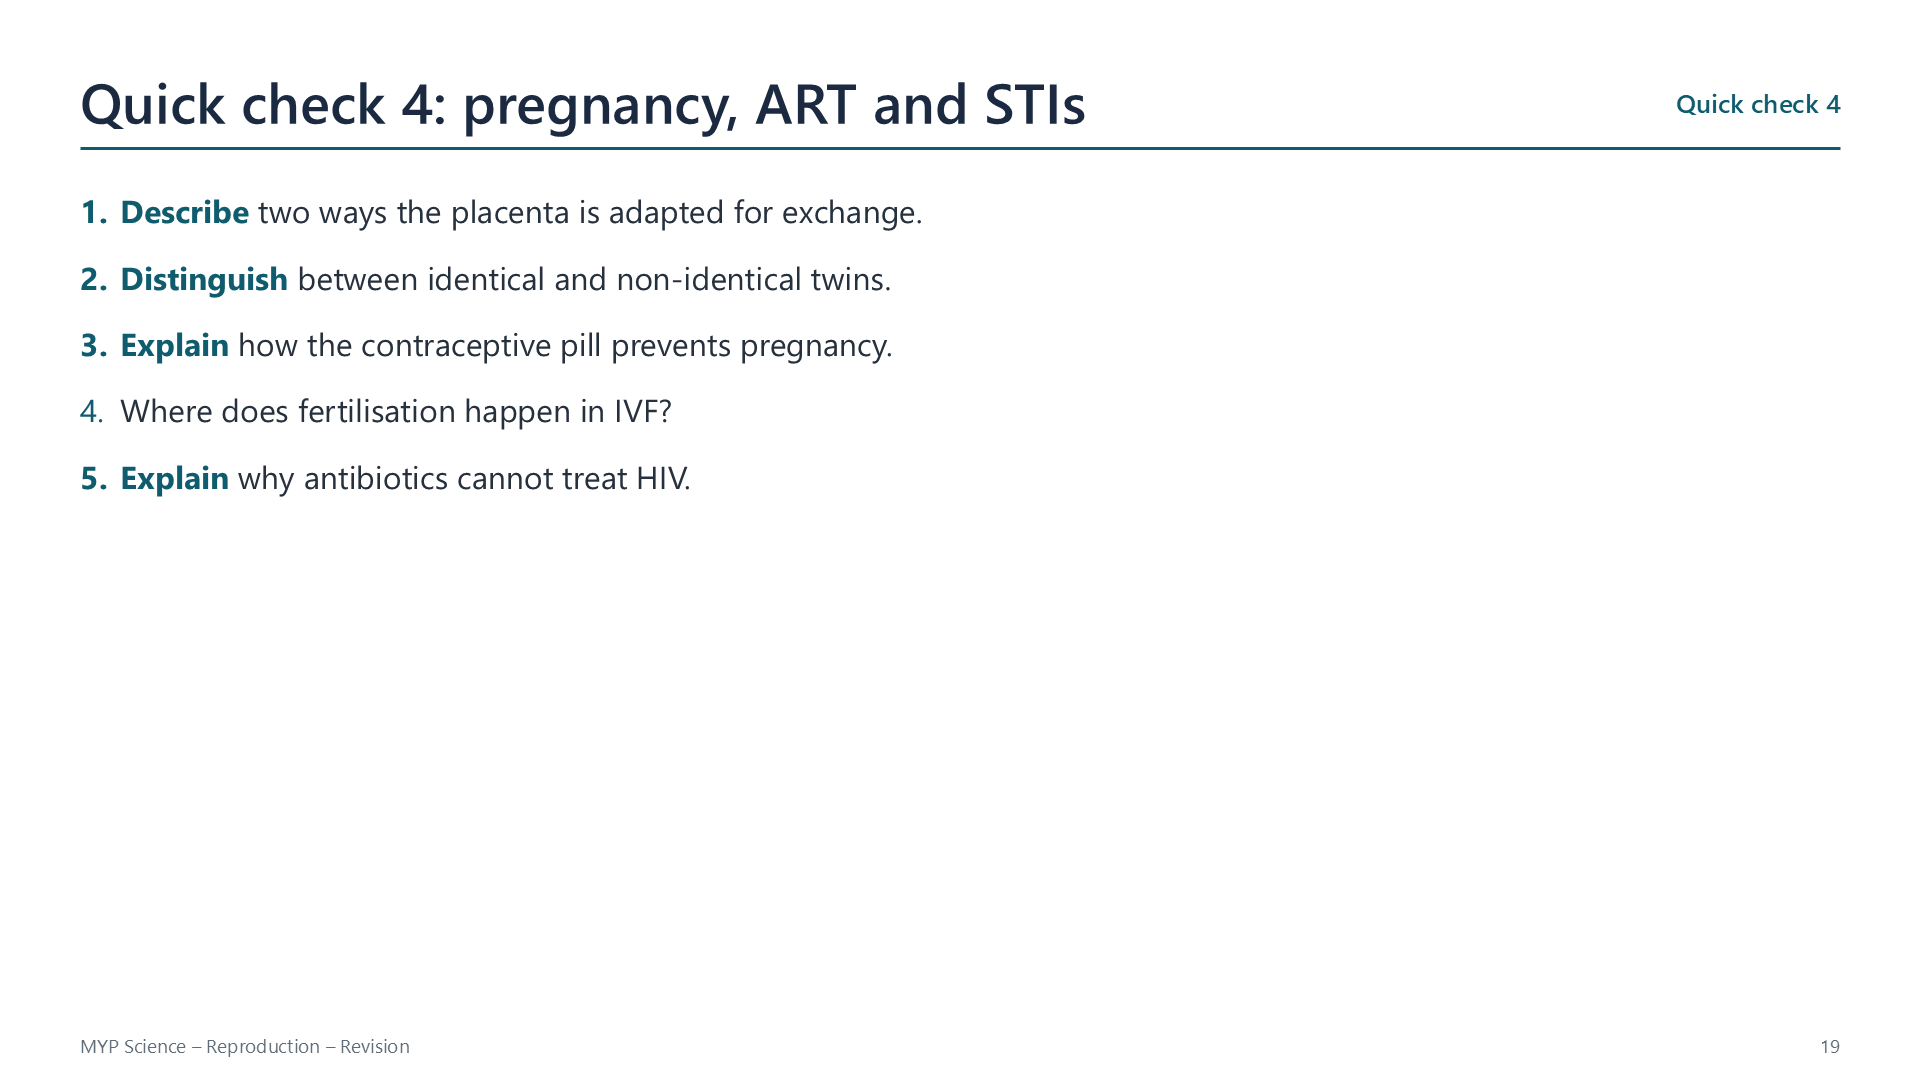 Quick check 4: pregnancy, ART and STIs
Quick check 4
1. Describe two ways the placenta is adapted for exchange.
2. Distinguish between identical and non-identical twins.
3. Explain how the contraceptive pill prevents pregnancy.
4. Where does fertilisation happen in IVF?
5. Explain why antibiotics cannot treat HIV.
MYP Science – Reproduction – Revision
19